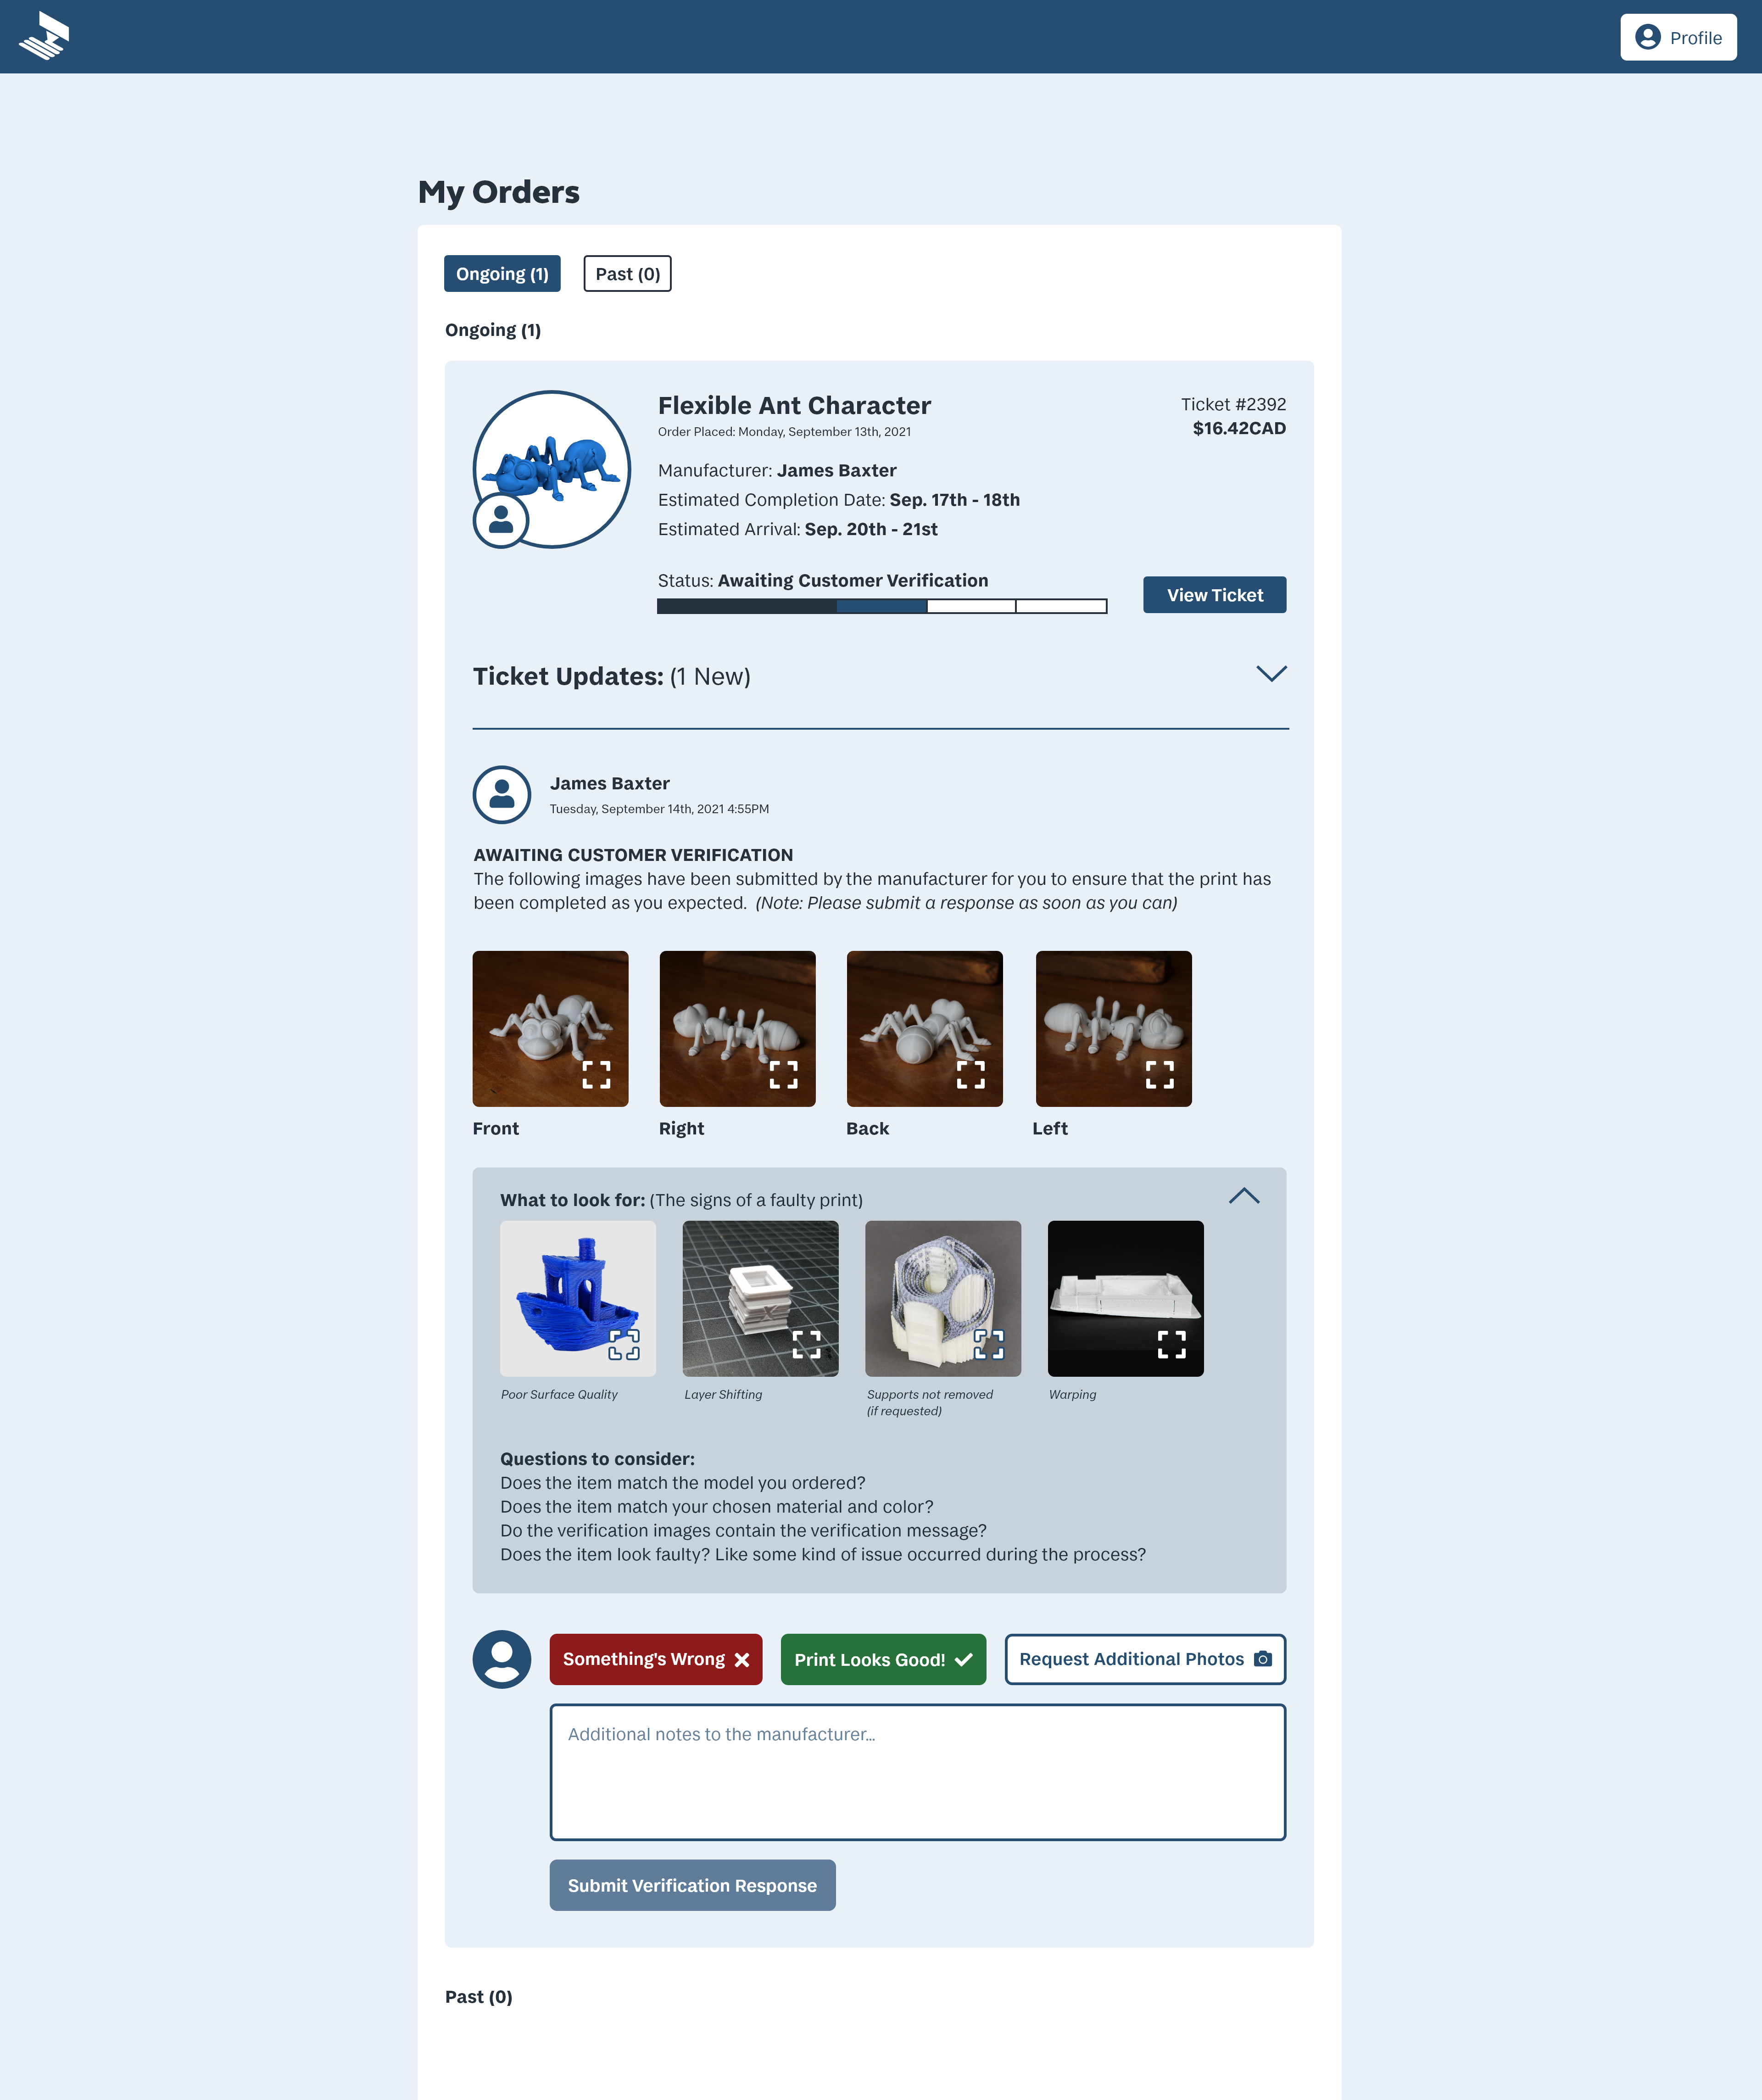 Profile
My Orders
Ongoing (1)
Past (0)
Ongoing (1)
Flexible Ant Character
Order Placed: Monday, September 13th, 2021
Ticket #2392
$16.42CAD
Manufacturer: James Baxter
Estimated Completion Date: Sep. 17th - 18th
Estimated Arrival: Sep. 20th - 21st
Status: Awaiting Customer Verification
View Ticket
Ticket Updates: (1 New)
James Baxter
Tuesday, September 14th, 2021 4:55PM
AWAITING CUSTOMER VERIFICATION
The following images have been submitted by the manufacturer for you to ensure that the print has
been completed as you expected. (Note: Please submit a response as soon as you can)
Front
Right
Back
Left
What to look for: (The signs of a faulty print)
Poor Surface Quality
Layer Shifting
Supports not removed
(if requested)
Warping
Questions to consider:
Does the item match the model you ordered?
Does the item match your chosen material and color?
Do the verification images contain the verification message?
Does the item look faulty? Like some kind of issue occurred during the process?
Something's Wrong
Print Looks Good!
Request Additional Photos
Additional notes to the manufacturer...
Submit Verification Response
Past (0)